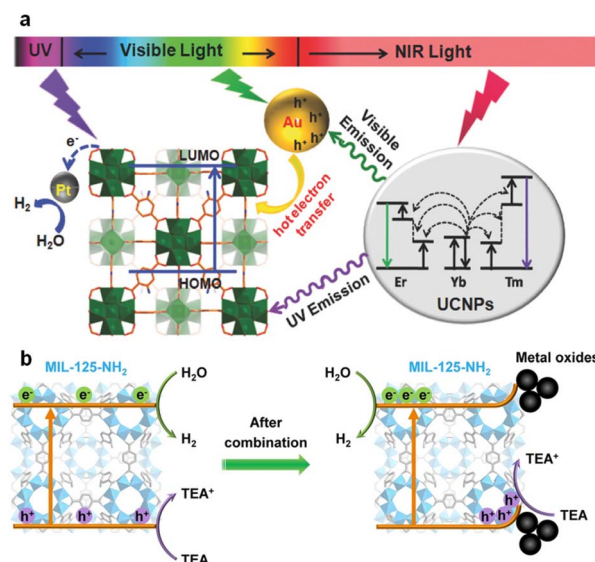 a
UV
Visible Light
NIR Light
h⁺
h⁺ h⁺
Au
h⁺ h⁺
Visible
Emission
e⁻
LUMO
Pt
H₂
H₂O
hot electron
transfer
HOMO
UV Emission
Er
Yb
Tm
UCNPs
b
MIL-125-NH₂
e⁻ e⁻ e⁻
H₂O
H₂
h⁺ h⁺ h⁺
TEA⁺
TEA
After
combination
MIL-125-NH₂
Metal oxides
H₂O
e⁻ e⁻ e⁻
H₂
TEA⁺
h⁺
h⁺ h⁺
TEA